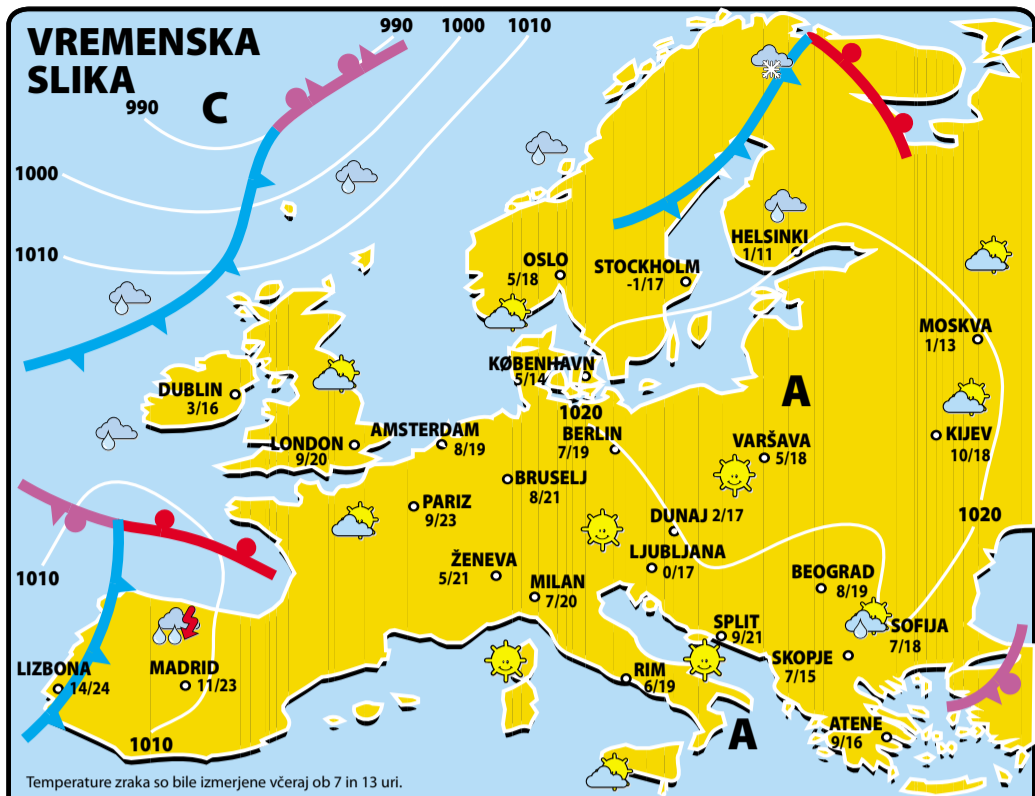 VREMENSKA
SLIKA
990
1000
1010
990
C
1000
1010
OSLO
5/18
STOCKHOLM
-1/17
HELSINKI
1/11
MOSKVA
1/13
KØBENHAVN
5/14
DUBLIN
3/16
A
1020
LONDON
9/20
AMSTERDAM
8/19
BERLIN
7/19
VARŠAVA
5/18
KIJEV
10/18
BRUSELJ
8/21
PARIZ
9/23
DUNAJ 2/17
1020
LJUBLJANA
0/17
ŽENEVA
5/21
1010
MILAN
7/20
BEOGRAD
8/19
SPLIT
9/21
SOFIJA
7/18
SKOPJE
7/15
LIZBONA
14/24
MADRID
11/23
RIM
6/19
ATENE
9/16
A
1010
Temperature zraka so bile izmerjene včeraj ob 7 in 13 uri.